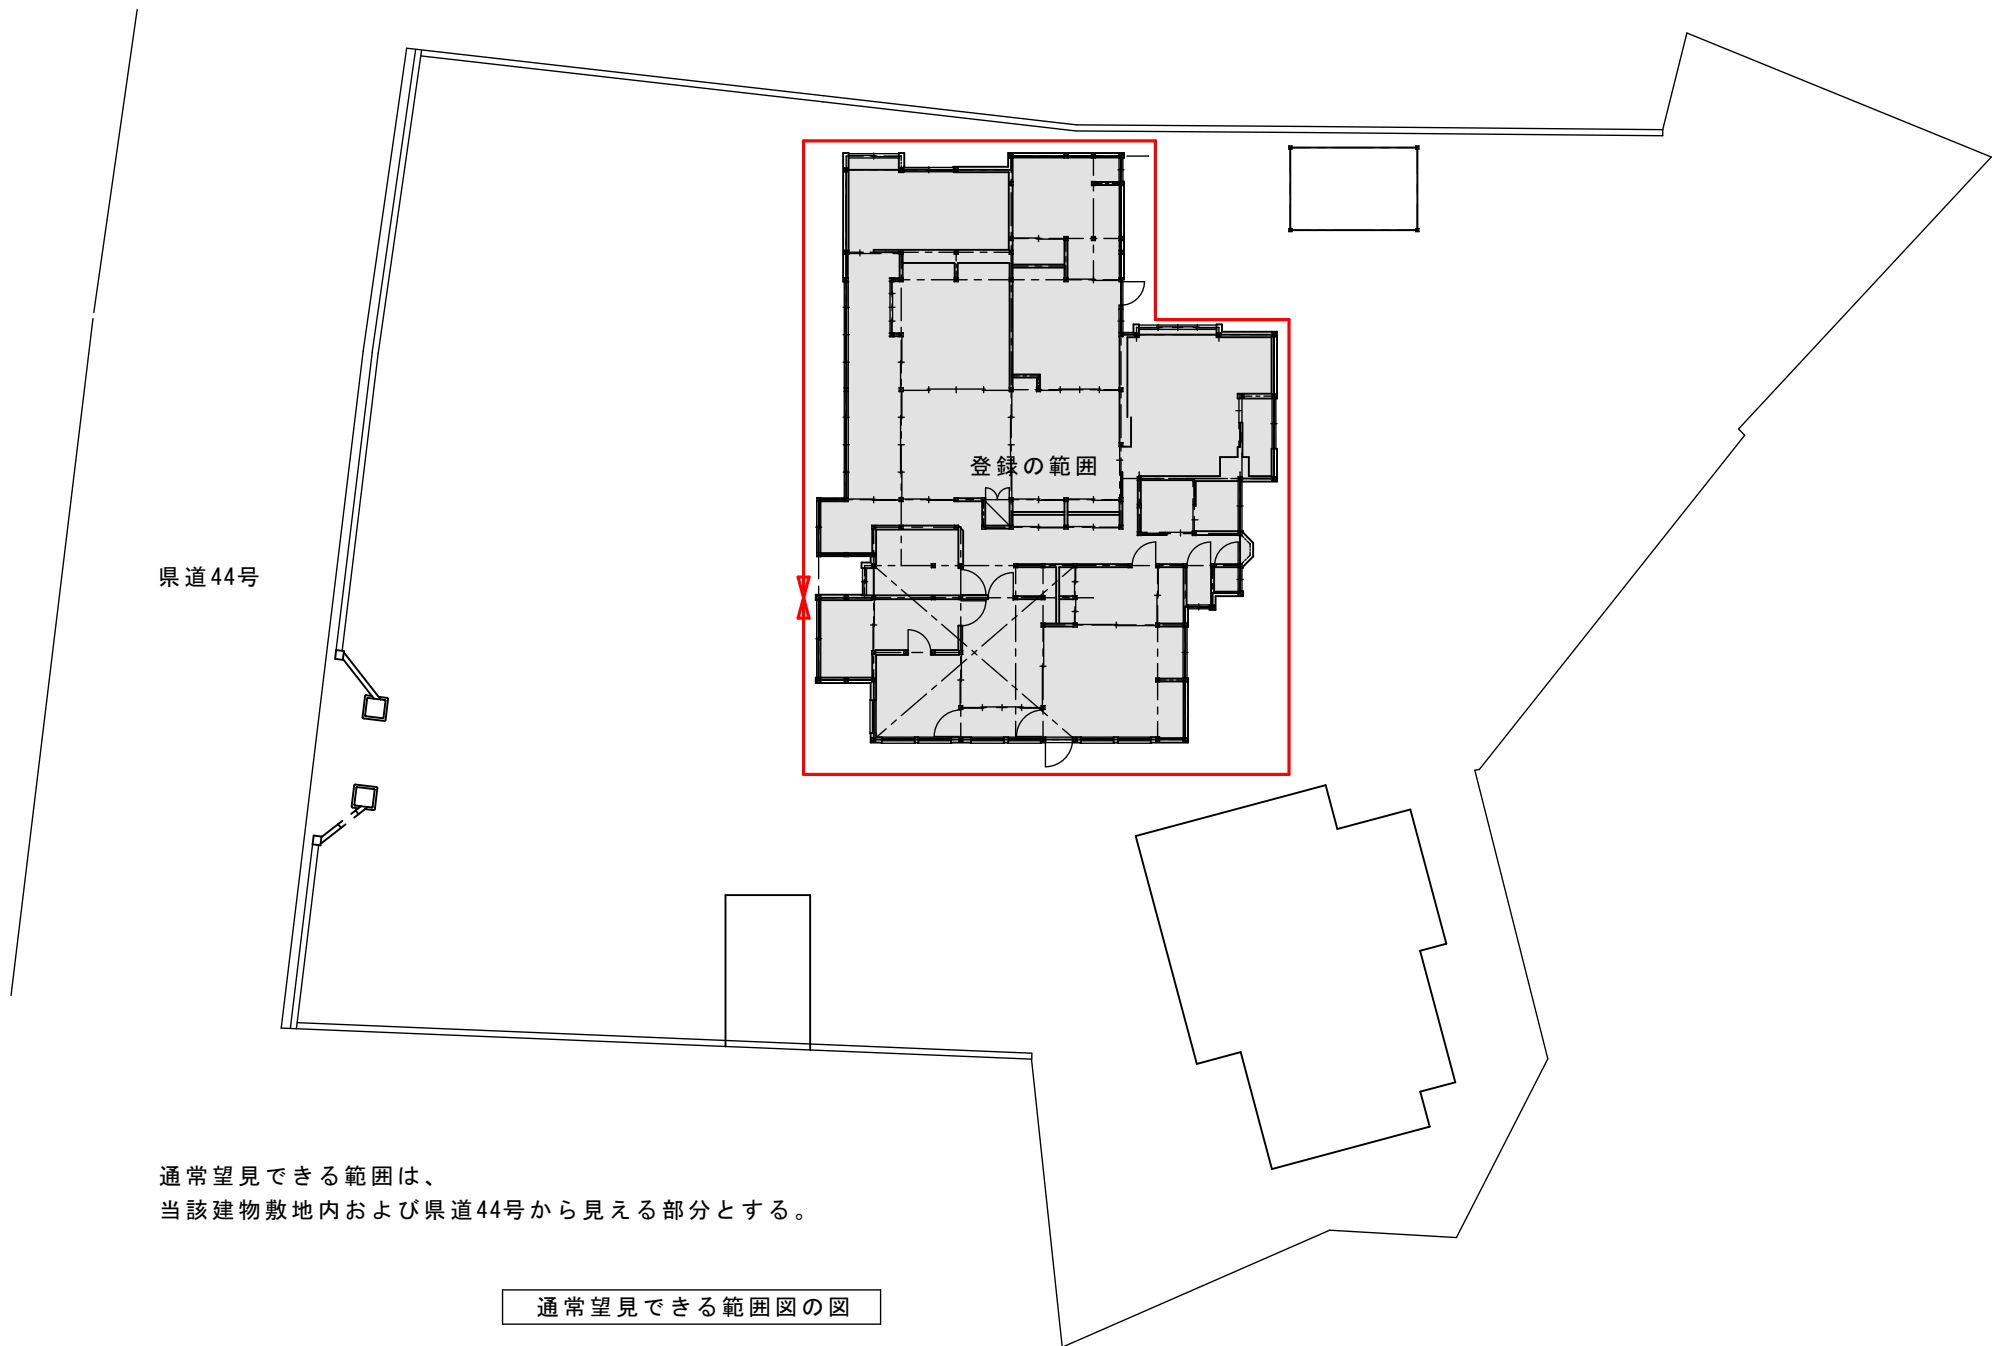 登録の範囲
県道44号
通常望見できる範囲は、
当該建物敷地内および県道44号から見える部分とする。
通常望見できる範囲図の図